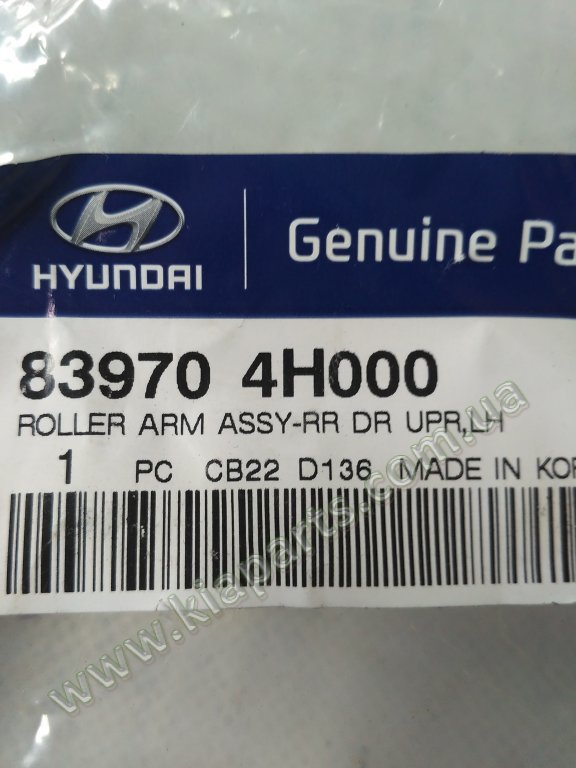 HYUNDAI
Genuine Pa
83970 4H000
ROLLER ARM ASSY-RR DR UPR,LH
1 PC CB22 D136 MADE IN KOR
www.kiaparts.com.ua